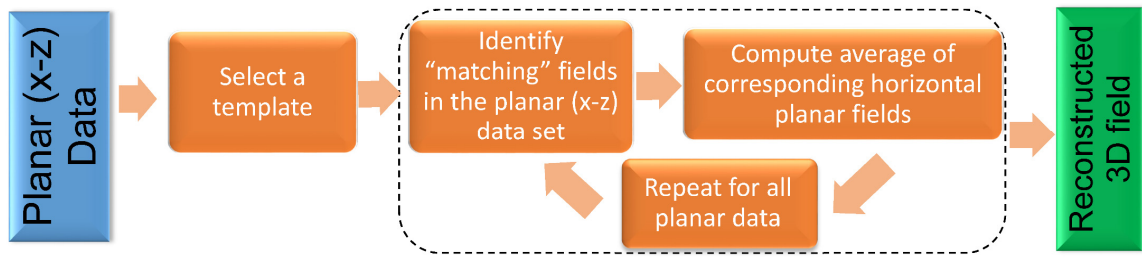 Planar (x-z)
Data
Select a
template
Identify
“matching” fields
in the planar (x-z)
data set
Compute average of
corresponding horizontal
planar fields
Repeat for all
planar data
Reconstructed
3D field